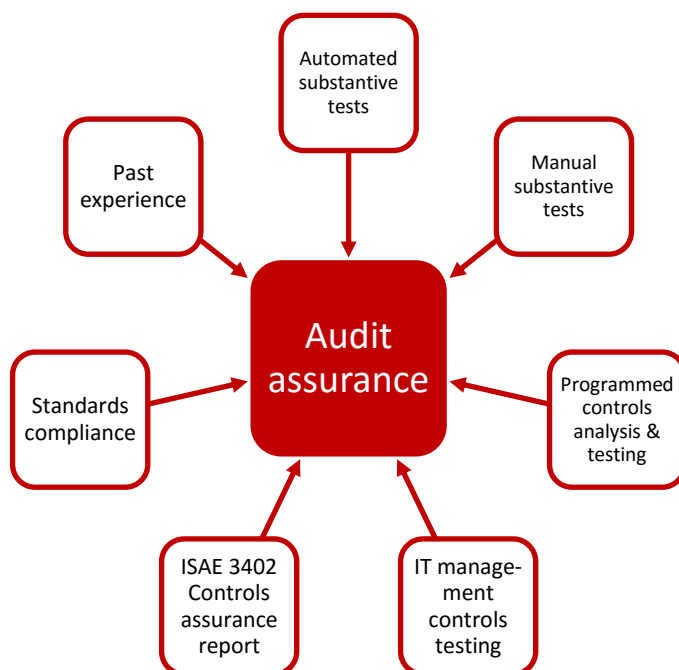 Automated
substantive
tests
Past
experience
Manual
substantive
tests
Audit
assurance
Standards
compliance
Programmed
controls
analysis &
testing
ISAE 3402
Controls
assurance
report
IT manage-
ment
controls
testing